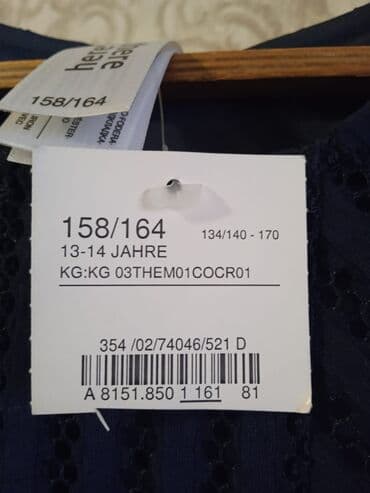 here
158/164
158/164
134/140 - 170
13-14 JAHRE
KG:KG 03THEM01COCR01
354 /02/74046/521 D
A 8151.850 1 161 81